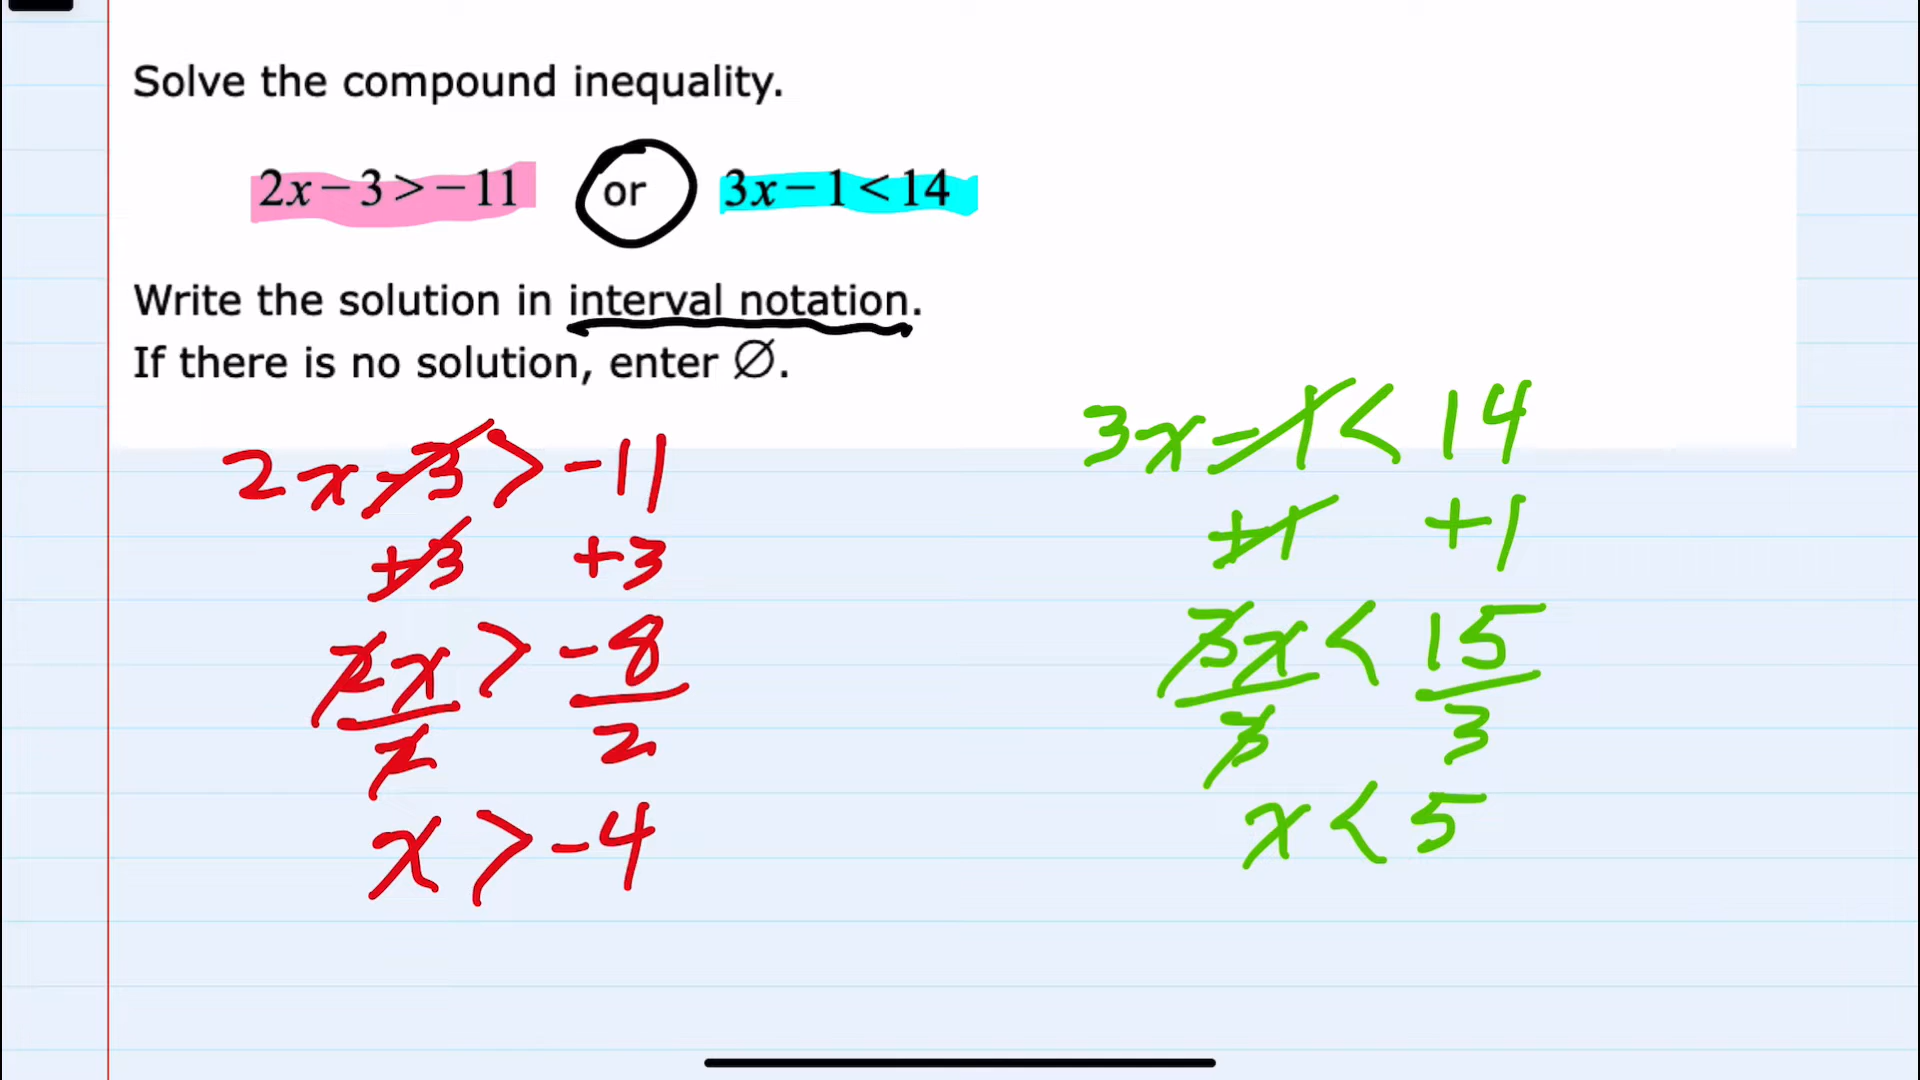 Solve the compound inequality.
2x−3>−11 or 3x−1<14
Write the solution in interval notation.
If there is no solution, enter ∅.
2x-3 > -11
+3 +3
2x > -8
2 2
x > -4
3x-1 < 14
+1 +1
3x < 15
3 3
x < 5